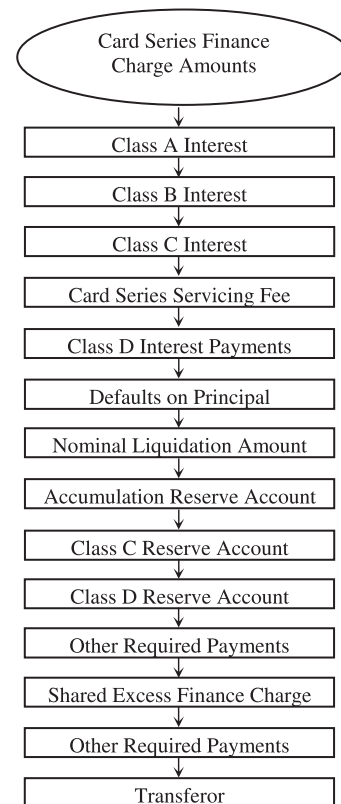 Card Series Finance
Charge Amounts
Class A Interest
Class B Interest
Class C Interest
Card Series Servicing Fee
Class D Interest Payments
Defaults on Principal
Nominal Liquidation Amount
Accumulation Reserve Account
Class C Reserve Account
Class D Reserve Account
Other Required Payments
Shared Excess Finance Charge
Other Required Payments
Transferor